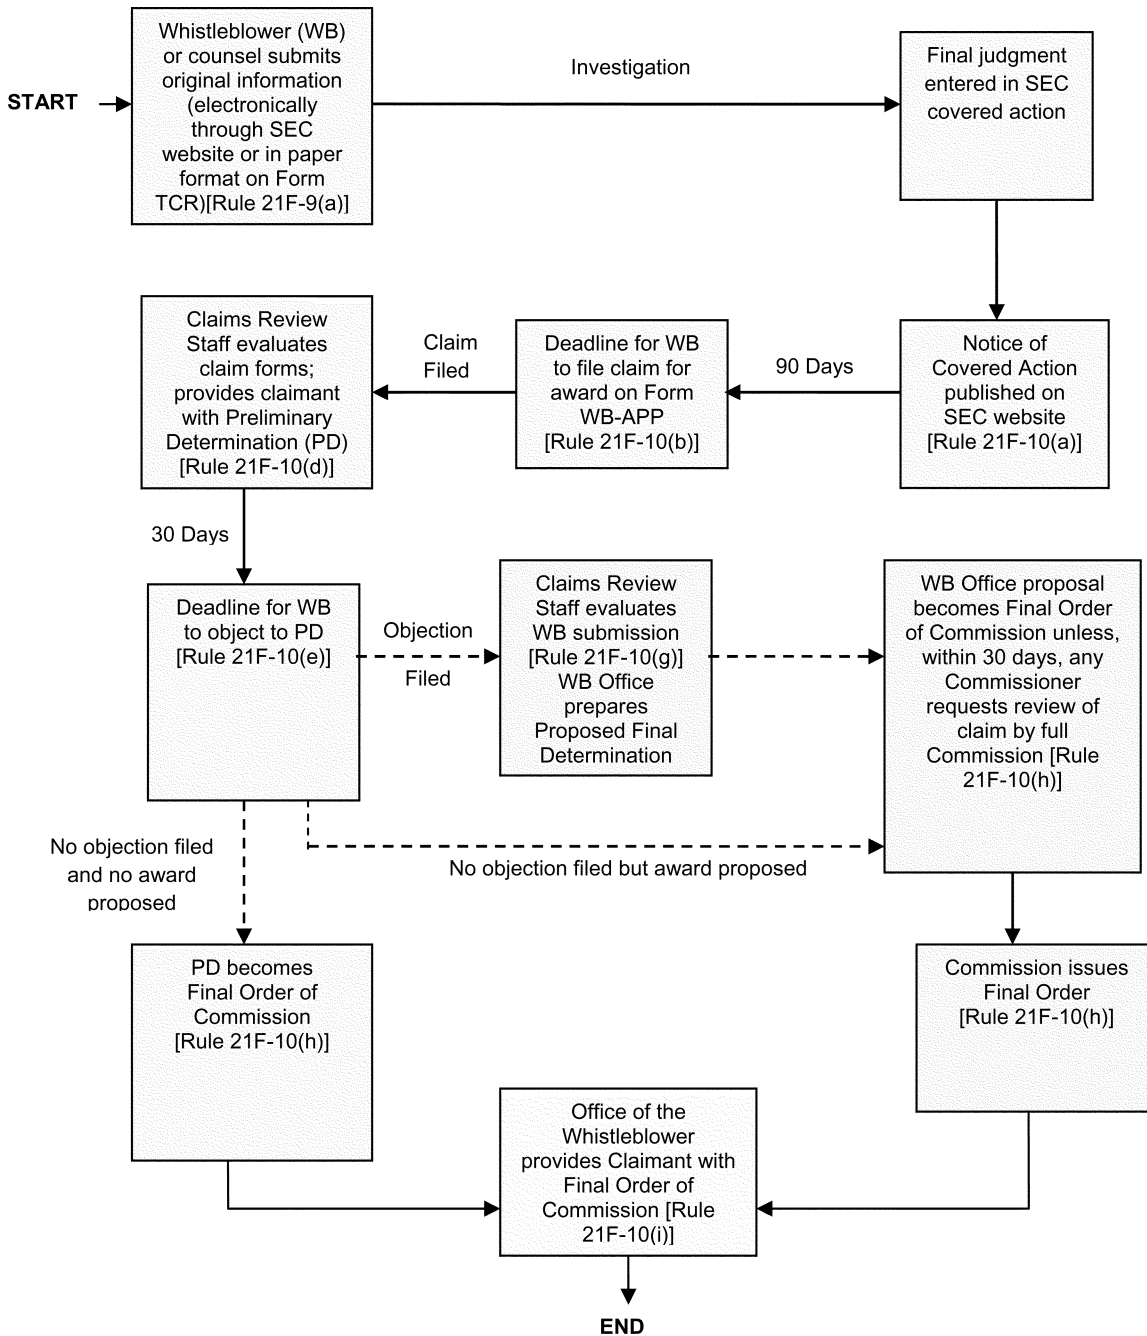 START
Whistleblower (WB)
or counsel submits
original information
(electronically
through SEC
website or in paper
format on Form
TCR)[Rule 21F-9(a)]
Investigation
Final judgment
entered in SEC
covered action
Notice of
Covered Action
published on
SEC website
[Rule 21F-10(a)]
90 Days
Deadline for WB
to file claim for
award on Form
WB-APP
[Rule 21F-10(b)]
Claim
Filed
Claims Review
Staff evaluates
claim forms;
provides claimant
with Preliminary
Determination (PD)
[Rule 21F-10(d)]
30 Days
Deadline for WB
to object to PD
[Rule 21F-10(e)]
Objection
Filed
Claims Review
Staff evaluates
WB submission
[Rule 21F-10(g)]
WB Office
prepares
Proposed Final
Determination
WB Office proposal
becomes Final Order
of Commission unless,
within 30 days, any
Commissioner
requests review of
claim by full
Commission [Rule
21F-10(h)]
No objection filed
and no award
proposed
No objection filed but award proposed
PD becomes
Final Order of
Commission
[Rule 21F-10(h)]
Commission issues
Final Order
[Rule 21F-10(h)]
Office of the
Whistleblower
provides Claimant with
Final Order of
Commission [Rule
21F-10(i)]
END